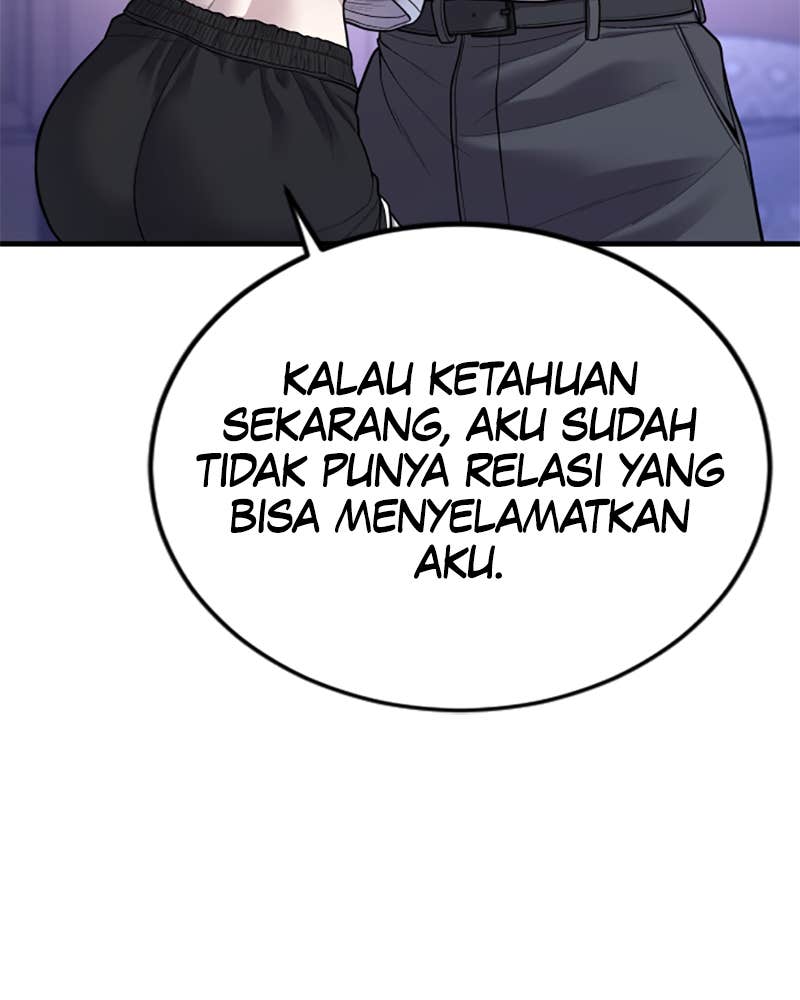 KALAU KETAHUAN
SEKARANG, AKU SUDAH
TIDAK PUNYA RELASI YANG
BISA MENYELAMATKAN
AKU.